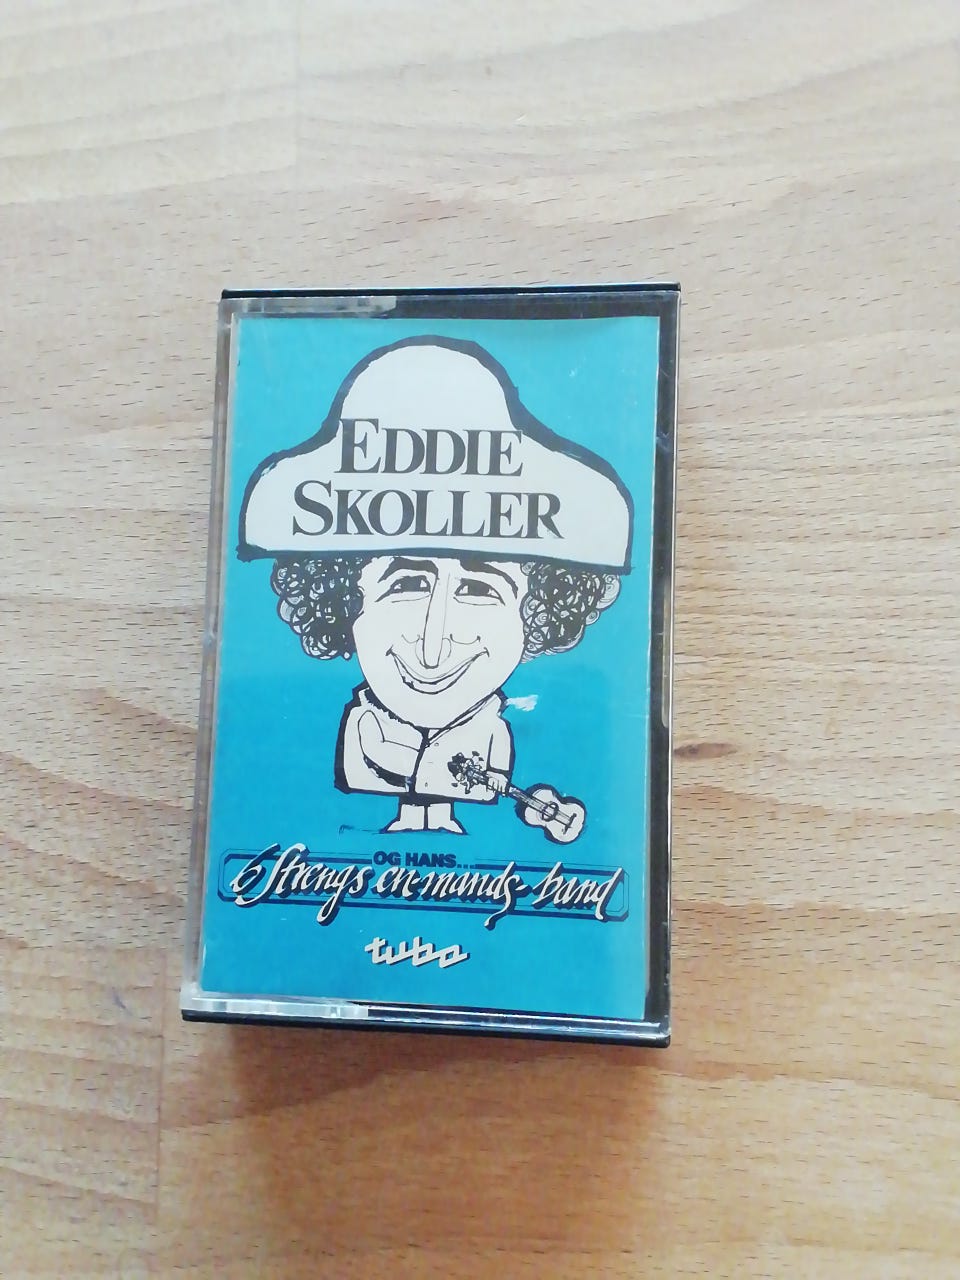 EDDIE
SKOLLER
OG HANS...
6 Strengs en-mands-band
tuba